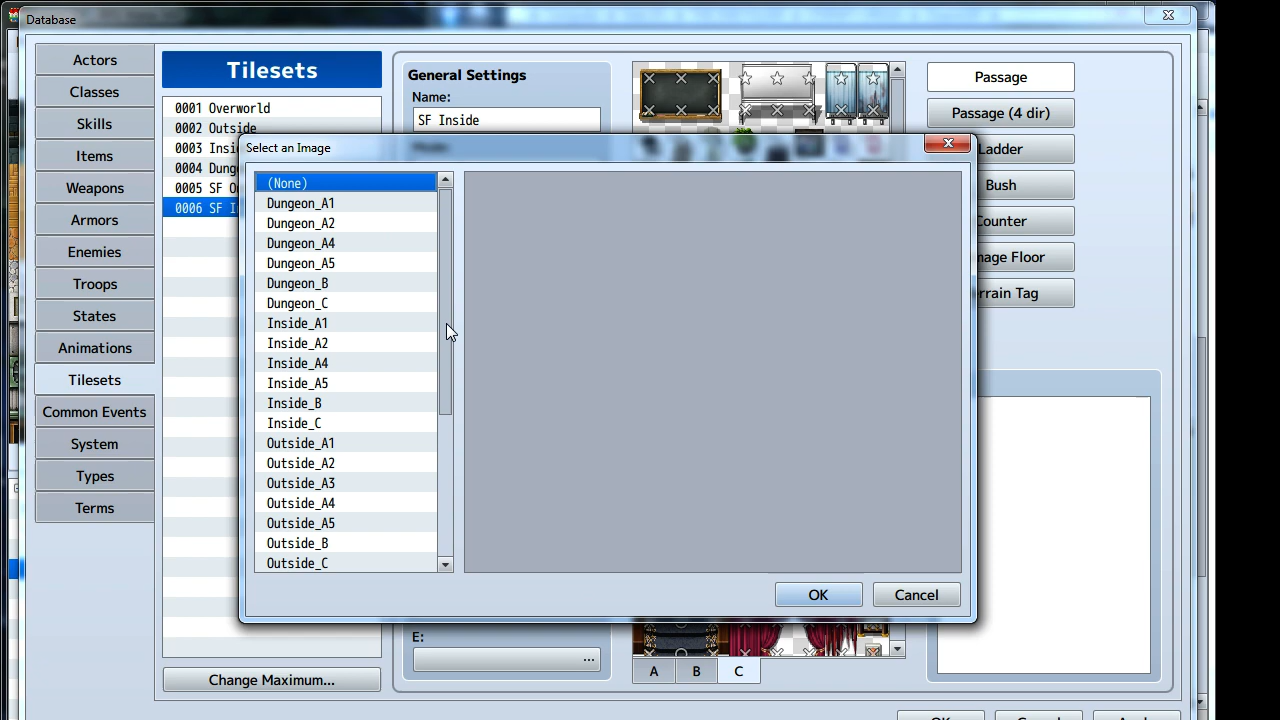 Database
Actors
Classes
Skills
Items
Weapons
Armors
Enemies
Troops
States
Animations
Tilesets
Common Events
System
Types
Terms
Tilesets
0001 Overworld
0002 Outside
0003 Insi
0004 Dung
0005 SF O
0006 SF I
Change Maximum...
General Settings
Name:
SF Inside
E:
...
A B C
Passage
Passage (4 dir)
Ladder
Bush
Counter
mage Floor
rrain Tag
Select an Image
(None)
Dungeon_A1
Dungeon_A2
Dungeon_A4
Dungeon_A5
Dungeon_B
Dungeon_C
Inside_A1
Inside_A2
Inside_A4
Inside_A5
Inside_B
Inside_C
Outside_A1
Outside_A2
Outside_A3
Outside_A4
Outside_A5
Outside_B
Outside_C
OK Cancel